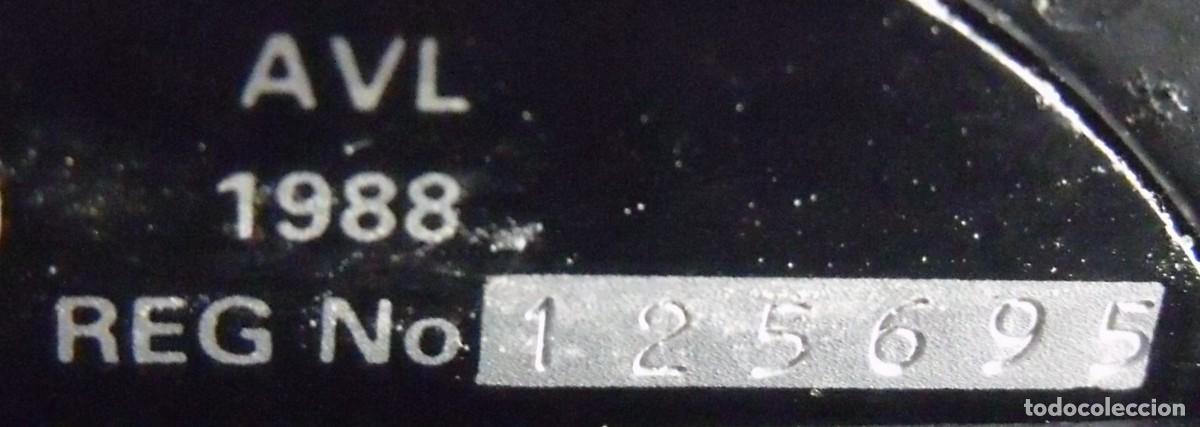 AVL
1988
REG No 125695
todocoleccion